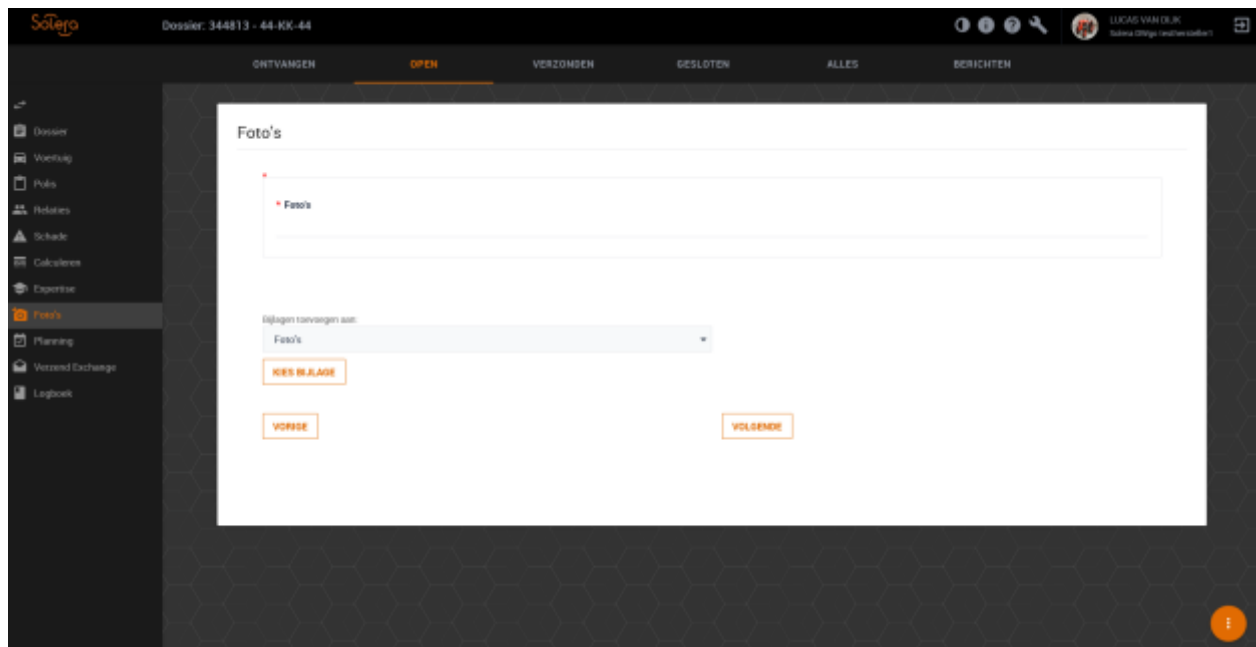 Solera
Dossier: 344813 - 44-KK-44
LUCAS VAN DIJK
ONTVANGEN
OPEN
VERZONDEN
GESLOTEN
ALLES
BERICHTEN
Dossier
Voertuig
Polis
Relaties
Schade
Calculeren
Expertise
Foto's
Planning
Verzend Exchange
Logboek
Foto's
* 
* Foto's
Bijlagen toevoegen aan:
Foto's
KIES BIJLAGE
VORIGE
VOLGENDE